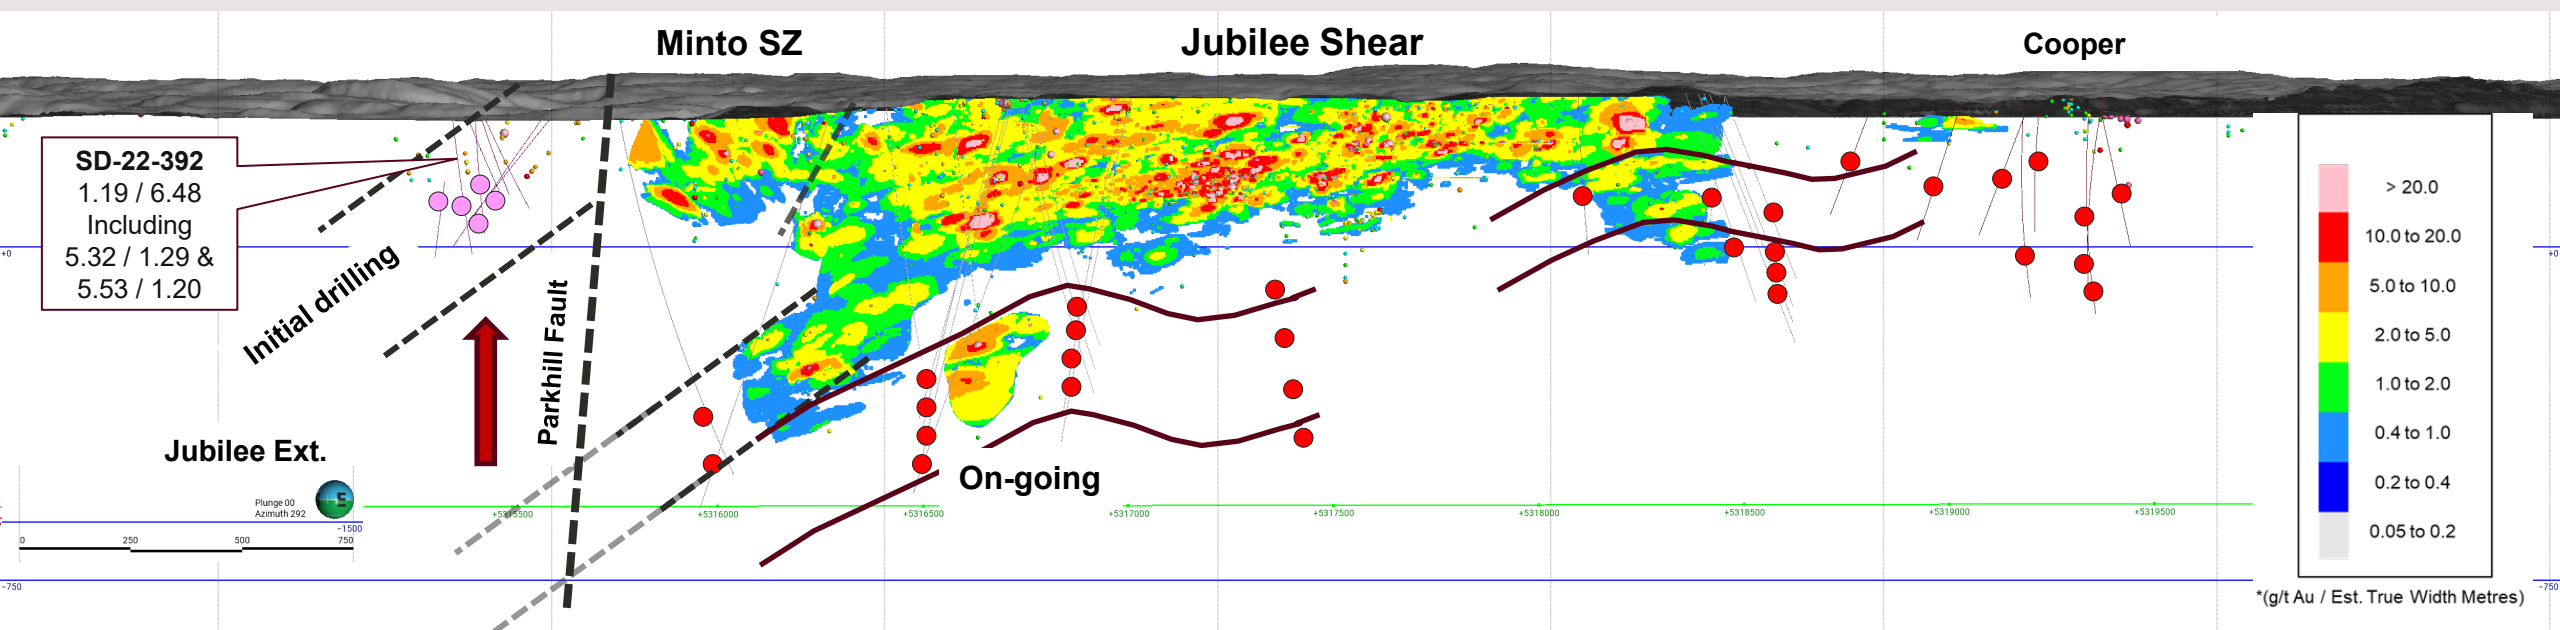 Minto SZ
Jubilee Shear
Cooper
SD-22-392
1.19 / 6.48
Including
5.32 / 1.29 &
5.53 / 1.20
Initial drilling
Parkhill Fault
Jubilee Ext.
On-going
Plunge 00
Azimuth 292
E
0
250
500
750
-1500
+0
+0
-750
-750
+5315500
+5316000
+5316500
+5317000
+5317500
+5318000
+5318500
+5319000
+5319500
> 20.0
10.0 to 20.0
5.0 to 10.0
2.0 to 5.0
1.0 to 2.0
0.4 to 1.0
0.2 to 0.4
0.05 to 0.2
*(g/t Au / Est. True Width Metres)